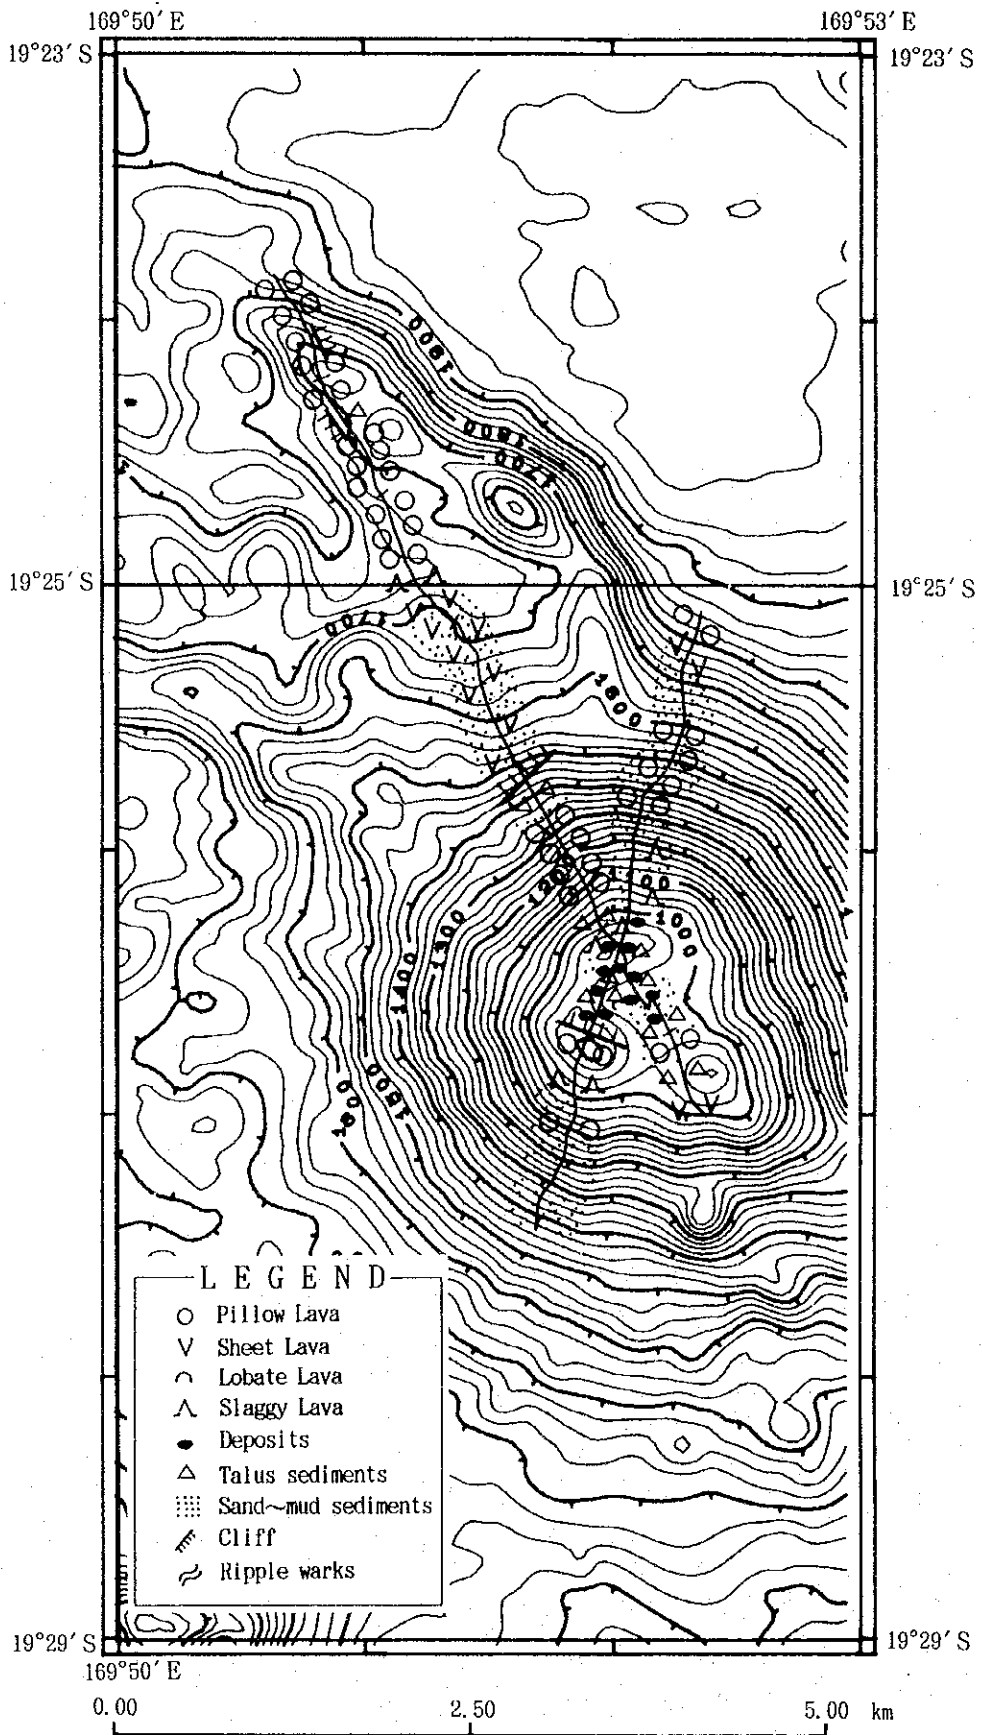 169°50′E 169°53′E
19°23′S 19°23′S
1900
1800
1700
19°25′S 19°25′S
1700
1600
1200 1100
1000
1300
1400
1500
1600
LEGEND
Pillow Lava
Sheet Lava
Lobate Lava
Slaggy Lava
Deposits
Talus sediments
Sand~mud sediments
Cliff
Ripple warks
19°29′S 19°29′S
169°50′E
0.00 2.50 5.00 km